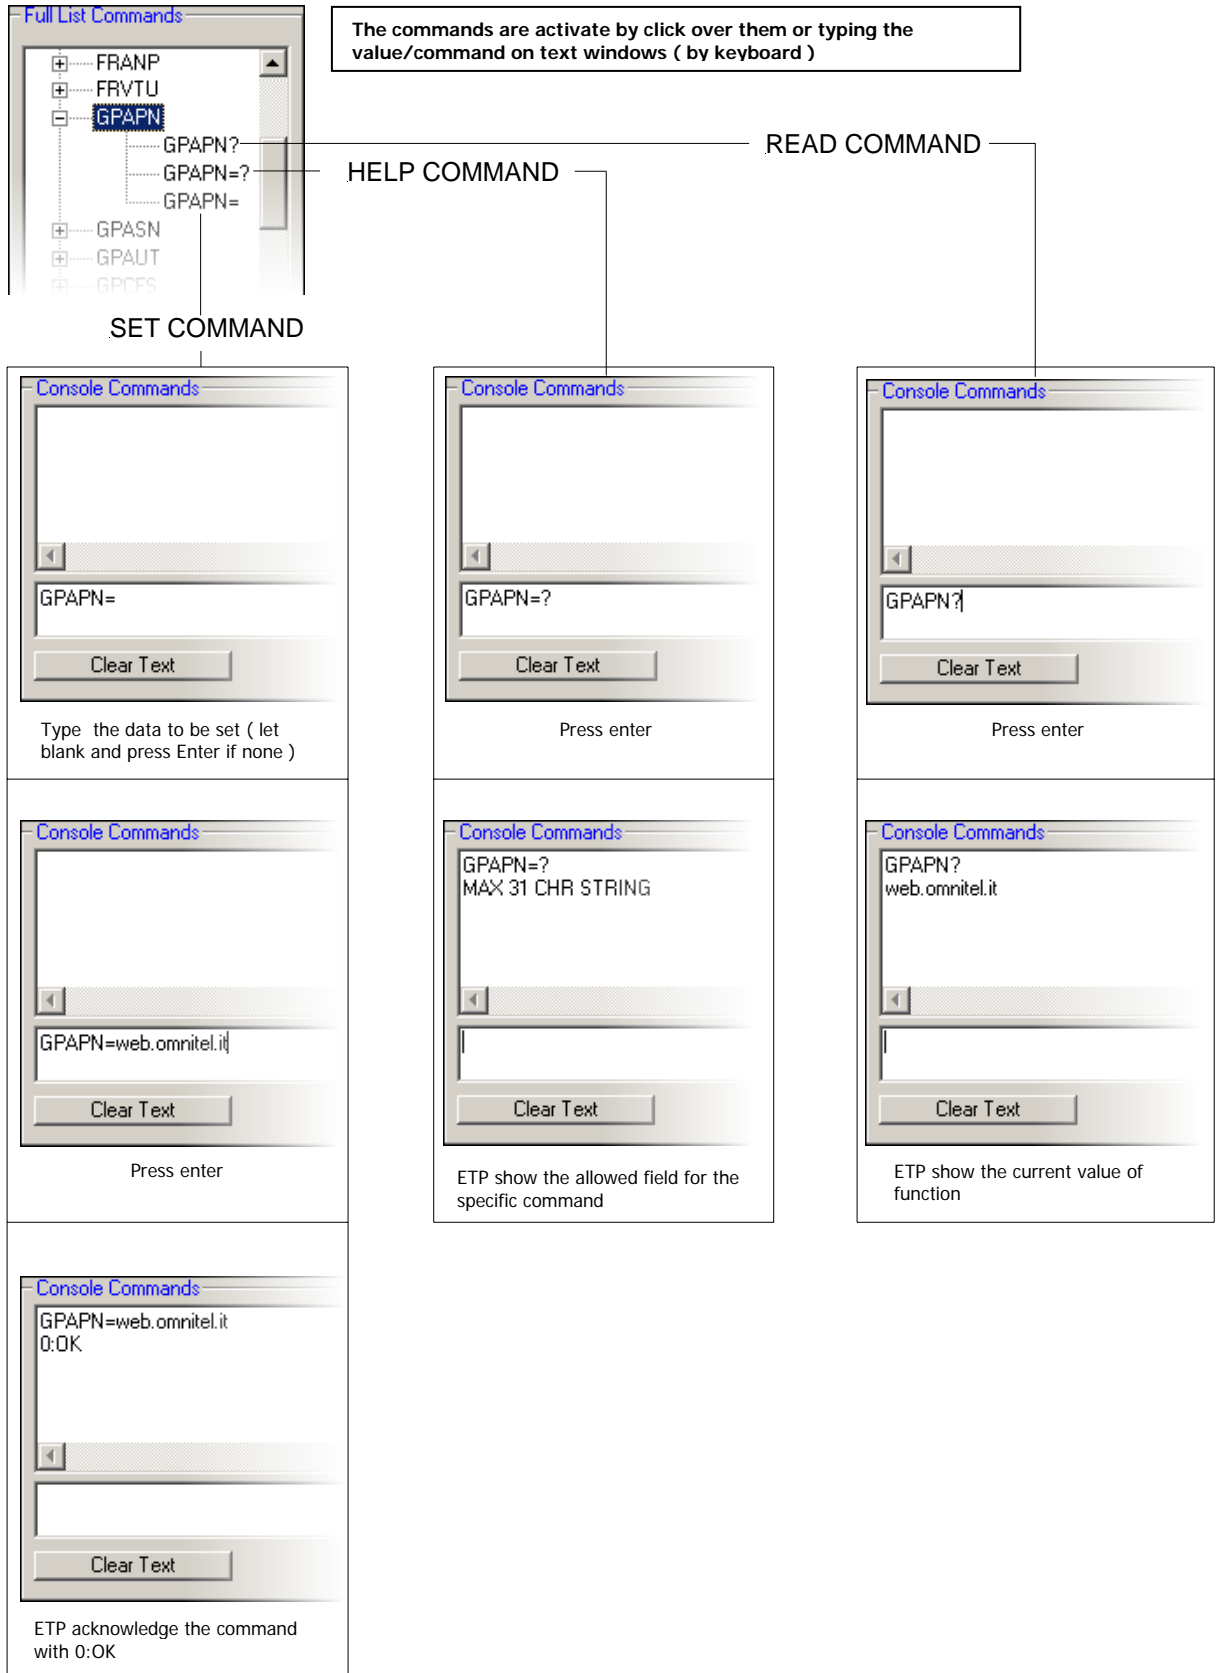 Full List Commands
The commands are activate by click over them or typing the
value/command on text windows ( by keyboard )
FRANP
FRVTU
GPAPN
GPAPN?
GPAPN=?
GPAPN=
GPASN
GPAUT
GPCFS
READ COMMAND
HELP COMMAND
SET COMMAND
Console Commands
GPAPN=
Clear Text
Type the data to be set ( let
blank and press Enter if none )
Console Commands
GPAPN=?
Clear Text
Press enter
Console Commands
GPAPN?
Clear Text
Press enter
Console Commands
GPAPN=web.omnitel.it
Clear Text
Press enter
Console Commands
GPAPN=?
MAX 31 CHR STRING
Clear Text
ETP show the allowed field for the
specific command
Console Commands
GPAPN?
web.omnitel.it
Clear Text
ETP show the current value of
function
Console Commands
GPAPN=web.omnitel.it
0:OK
Clear Text
ETP acknowledge the command
with 0:OK